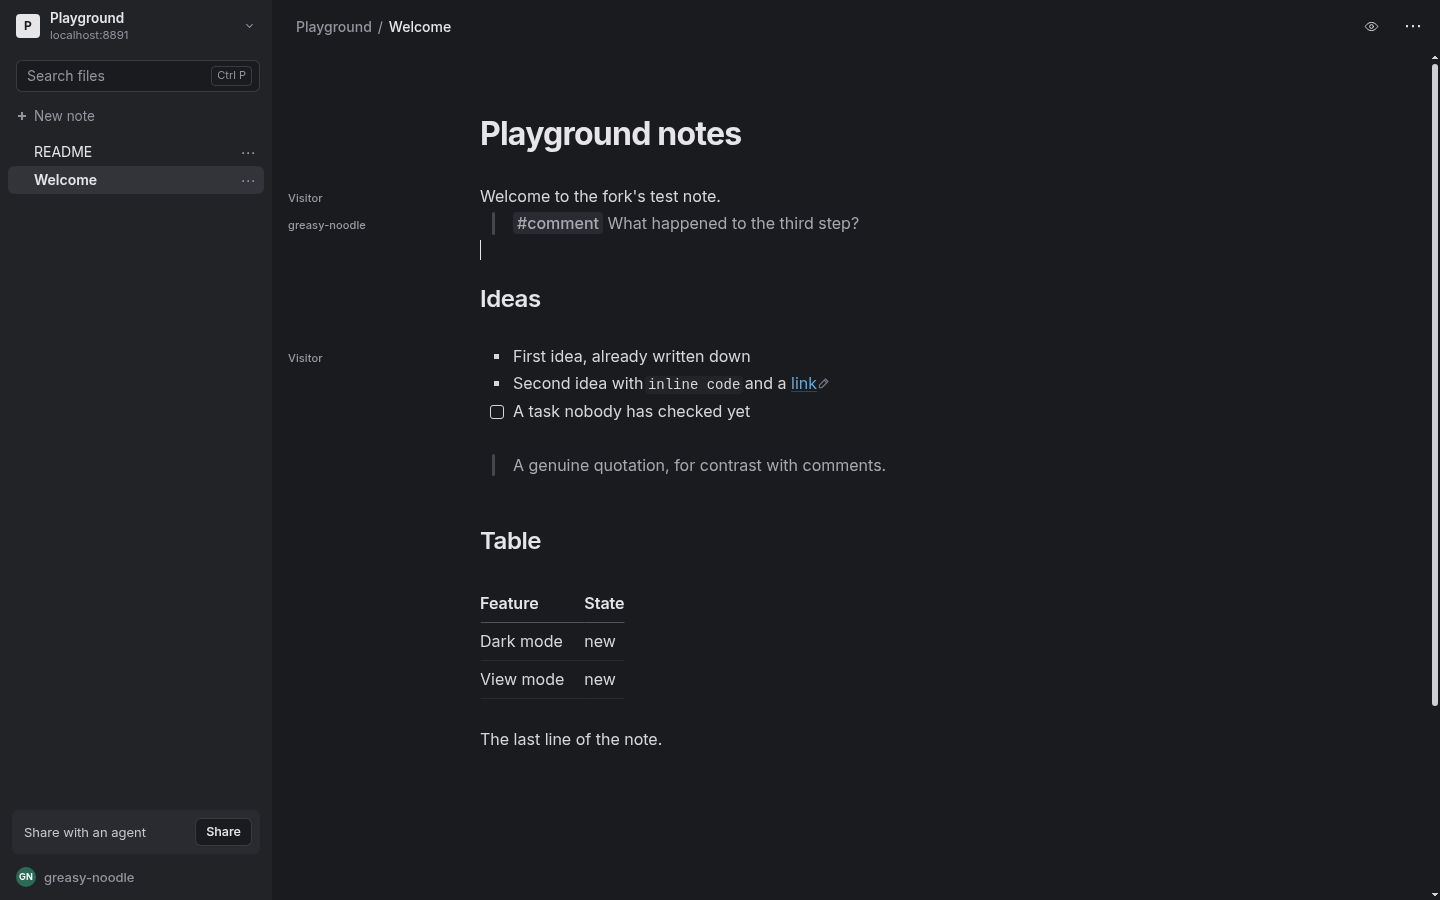 P
Playground
localhost:8891
Search files
Ctrl P
+ New note
README
Welcome
Share with an agent
Share
GN
greasy-noodle
Playground / Welcome
Playground notes
Visitor
Welcome to the fork's test note.
greasy-noodle
#comment What happened to the third step?
Ideas
Visitor
First idea, already written down
Second idea with inline code and a link
A task nobody has checked yet
A genuine quotation, for contrast with comments.
Table
Feature State
Dark mode new
View mode new
The last line of the note.